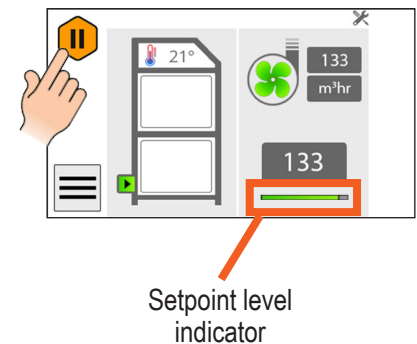 21°
133
m³hr
133
Setpoint level
indicator